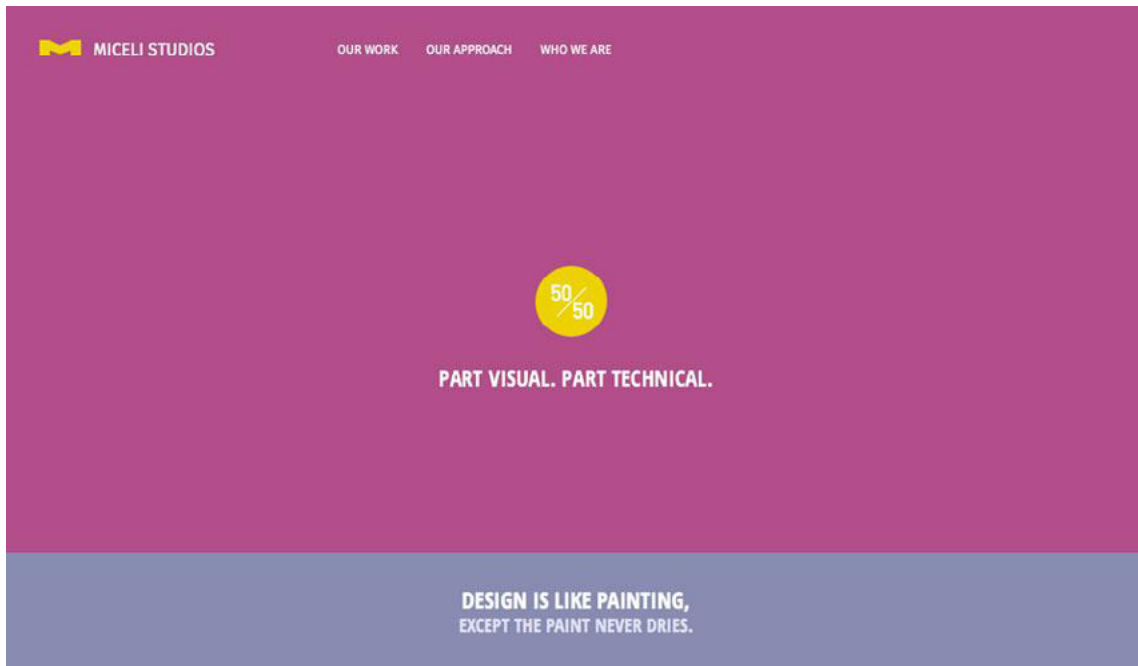 MICELI STUDIOS
OUR WORK
OUR APPROACH
WHO WE ARE
50/50
PART VISUAL. PART TECHNICAL.
DESIGN IS LIKE PAINTING,
EXCEPT THE PAINT NEVER DRIES.